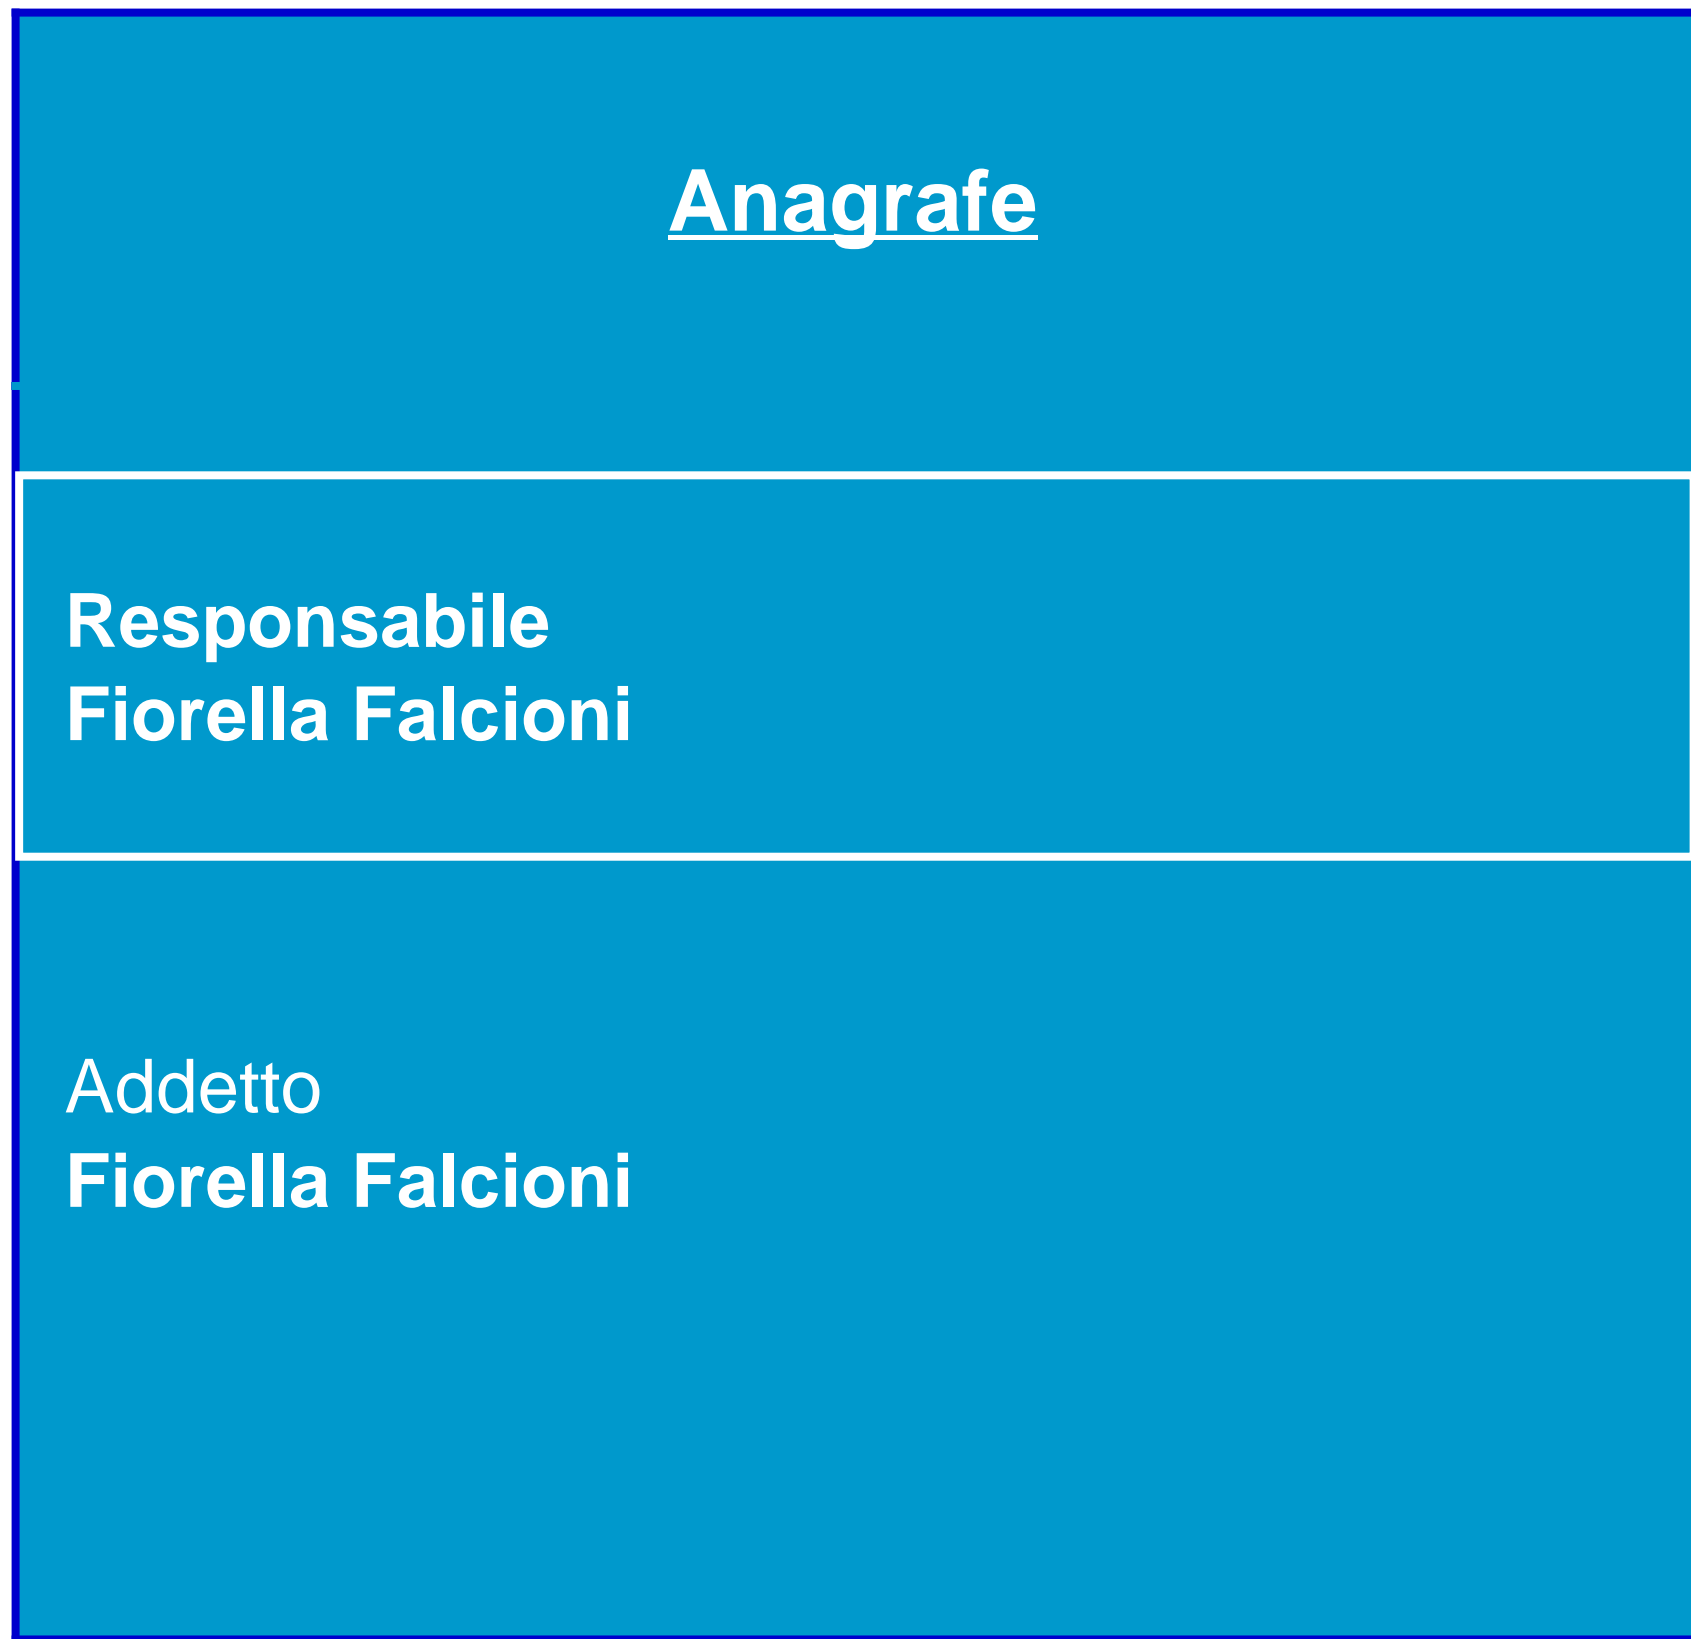 Anagrafe
Responsabile
Fiorella Falcioni
Addetto
Fiorella Falcioni